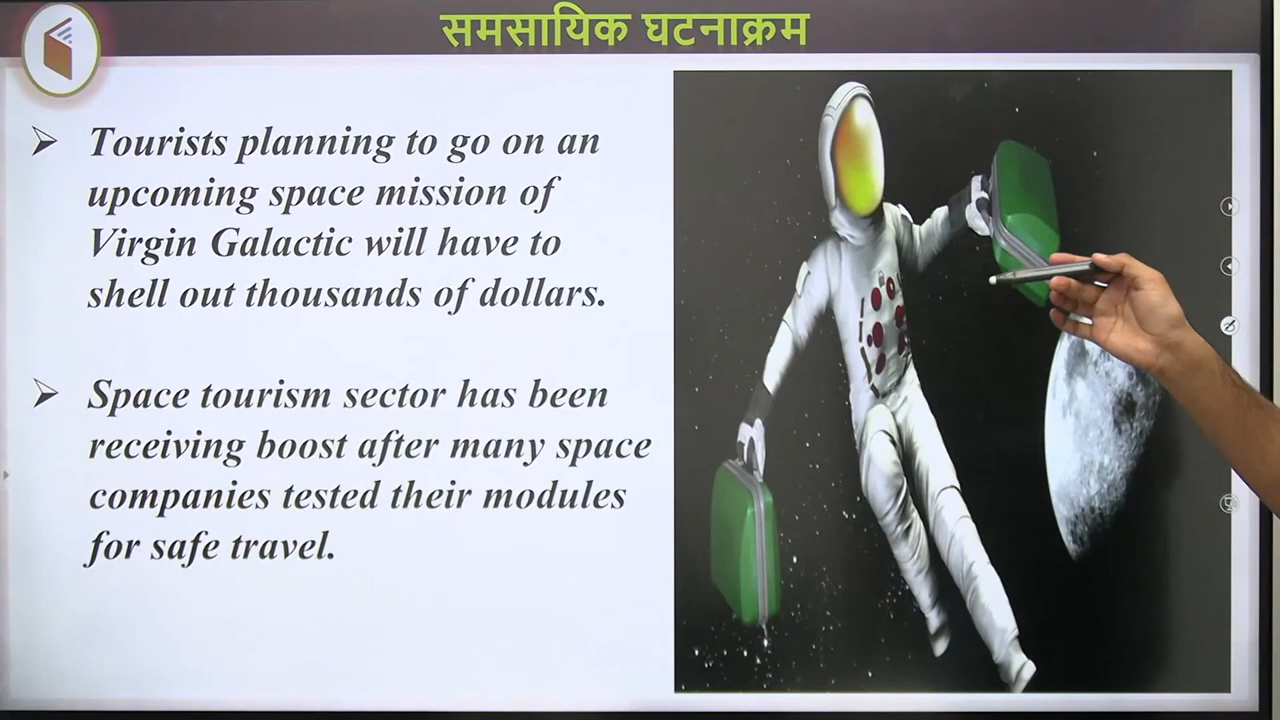 समसायिक घटनाक्रम
Tourists planning to go on an
upcoming space mission of
Virgin Galactic will have to
shell out thousands of dollars.
Space tourism sector has been
receiving boost after many space
companies tested their modules
for safe travel.